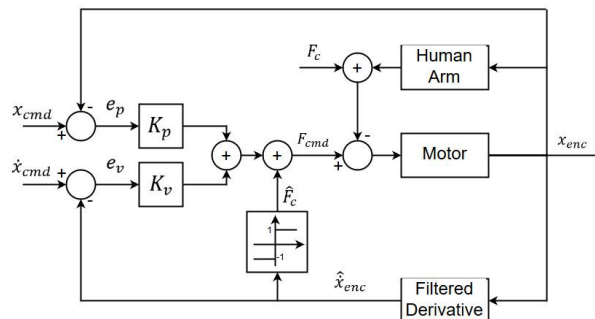 F_c
+
Human
Arm
-
e_p
x_cmd
+
K_p
-
F_cmd
+
+
+
Motor
x_enc
ẋ_cmd
+
e_v
K_v
-
F̂_c
1
-1
ẋ̂_enc
Filtered
Derivative